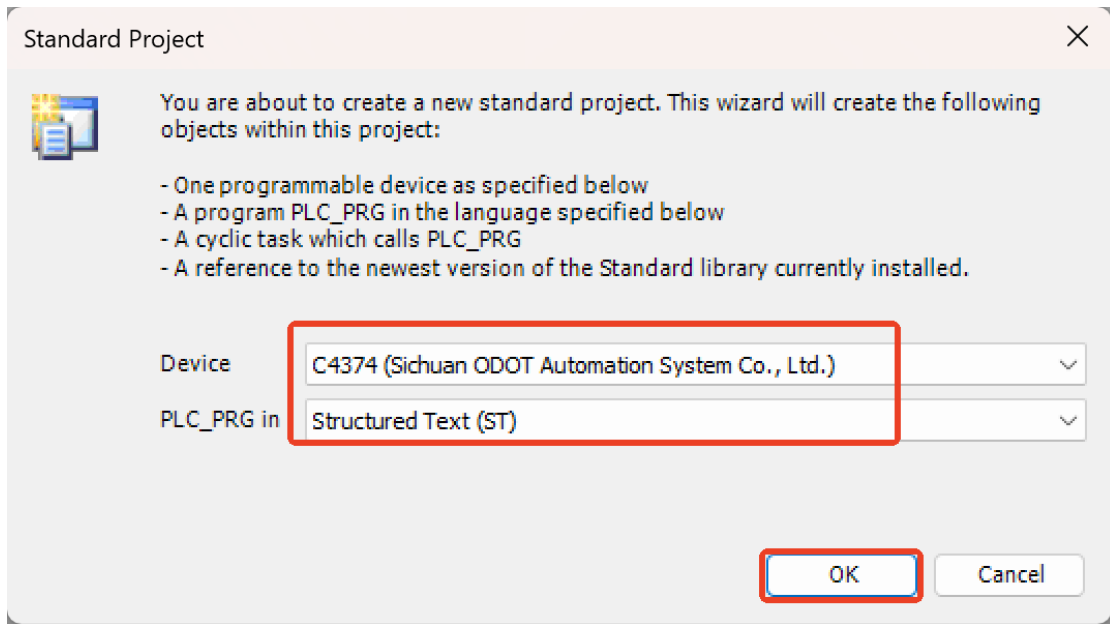 Standard Project
You are about to create a new standard project. This wizard will create the following
objects within this project:
- One programmable device as specified below
- A program PLC_PRG in the language specified below
- A cyclic task which calls PLC_PRG
- A reference to the newest version of the Standard library currently installed.
Device C4374 (Sichuan ODOT Automation System Co., Ltd.)
PLC_PRG in Structured Text (ST)
OK Cancel